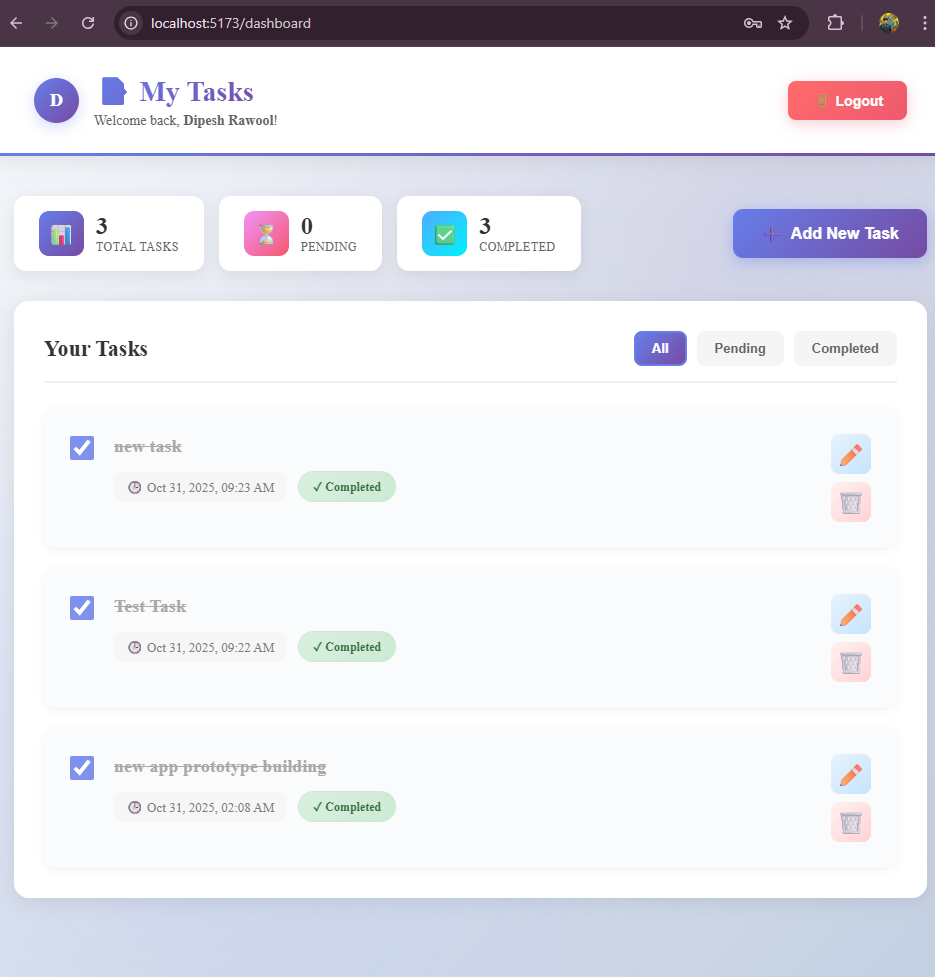 localhost:5173/dashboard
D
My Tasks
Welcome back, Dipesh Rawool!
Logout
3
TOTAL TASKS
0
PENDING
3
COMPLETED
Add New Task
Your Tasks
All
Pending
Completed
new task
Oct 31, 2025, 09:23 AM
✓ Completed
Test Task
Oct 31, 2025, 09:22 AM
✓ Completed
new app prototype building
Oct 31, 2025, 02:08 AM
✓ Completed